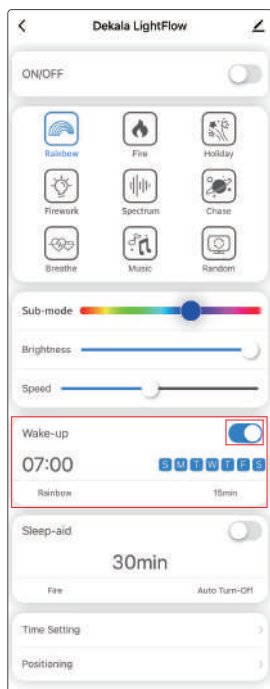 Dekala LightFlow
ON/OFF
Rainbow Fire Holiday
Firework Spectrum Chase
Breathe Music Random
Sub-mode
Brightness
Speed
Wake-up
07:00 S M T W T F S
Rainbow 15min
Sleep-aid
30min
Fire Auto Turn-Off
Time Setting
Positioning